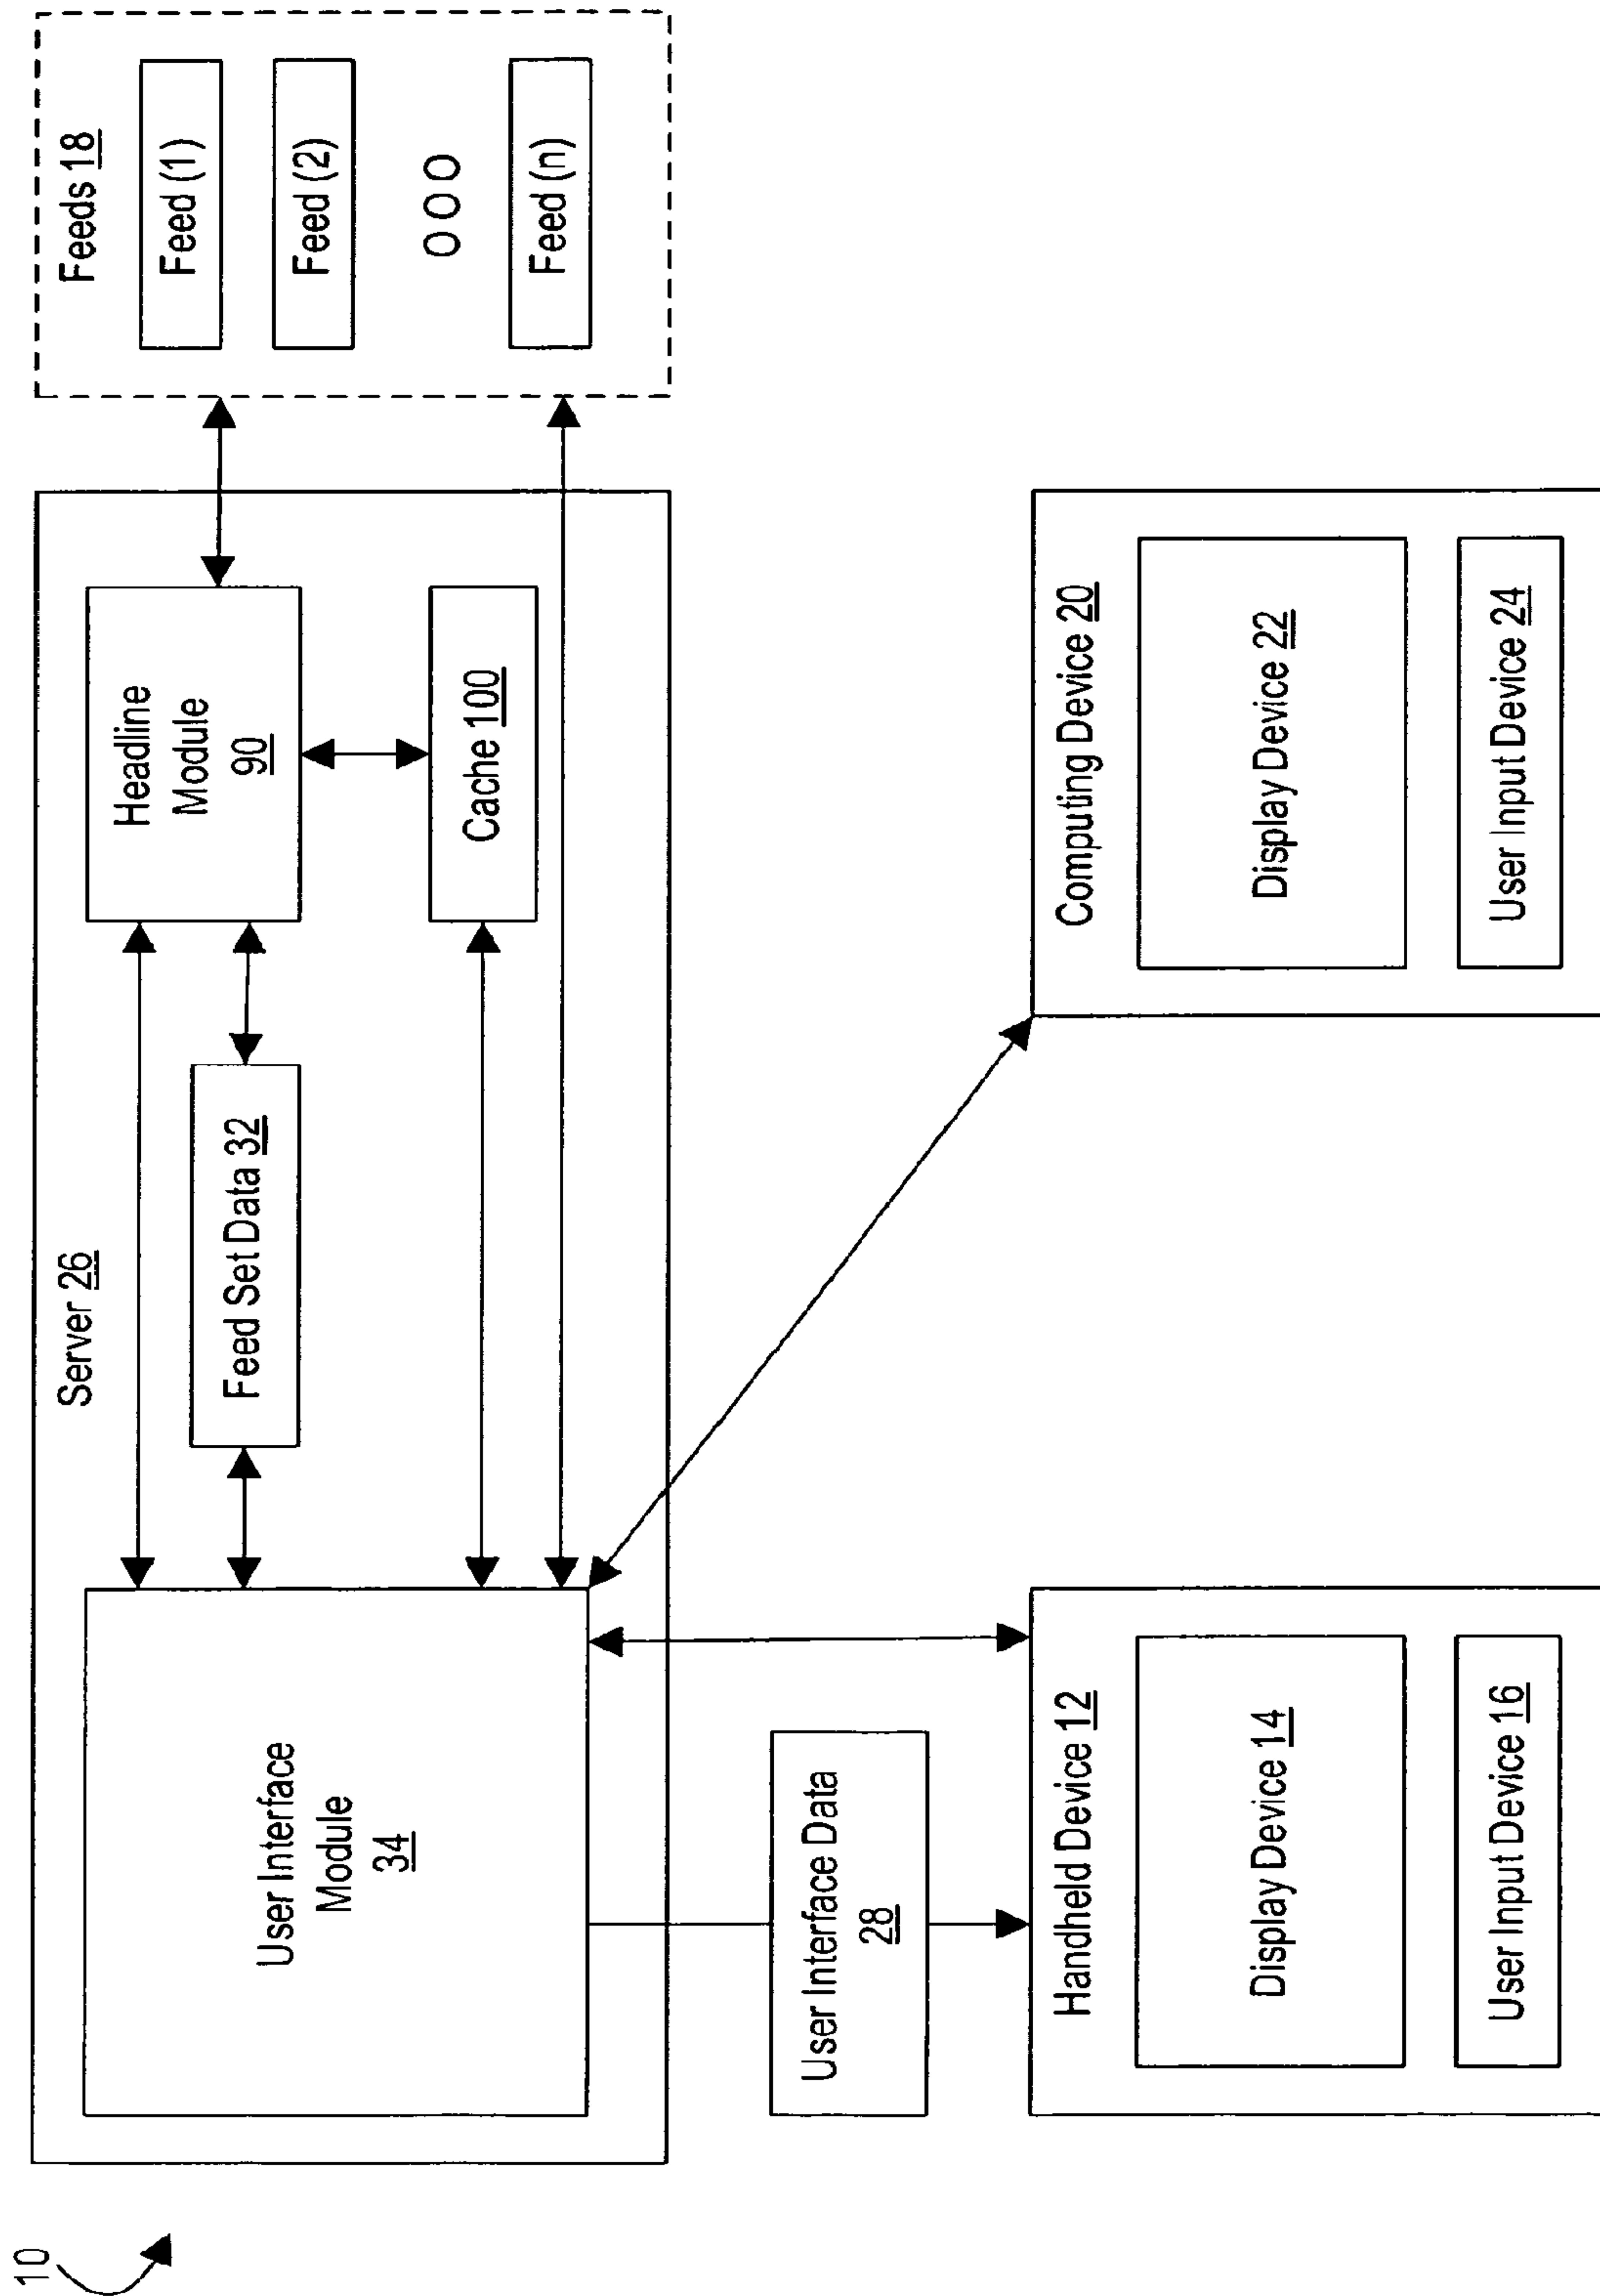 10
Server 26
User Interface
Module
34
Feed Set Data 32
Headline
Module
90
Cache 100
Feeds 18
Feed (1)
Feed (2)
O O O
Feed (n)
User Interface Data
28
Handheld Device 12
Display Device 14
User Input Device 16
Computing Device 20
Display Device 22
User Input Device 24